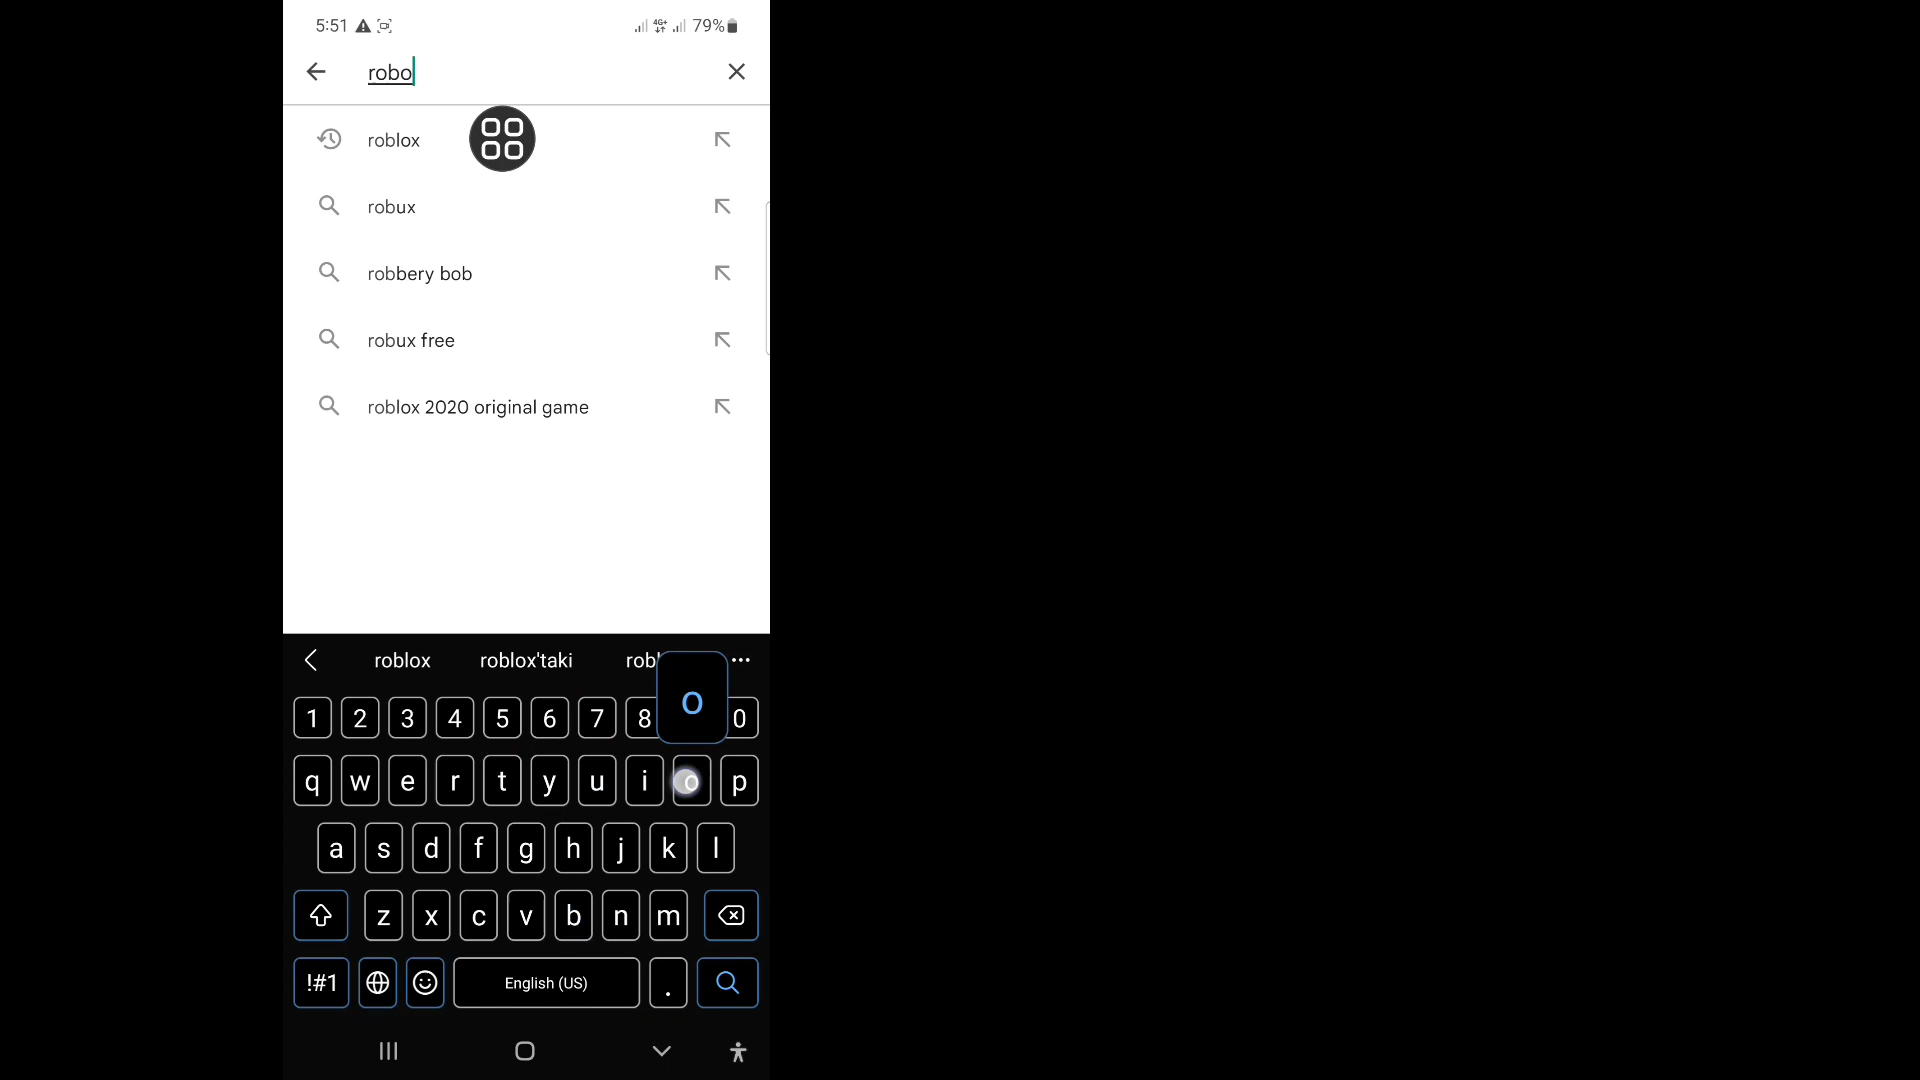 5:51 4G+ 79%
robo
roblox
robux
robbery bob
robux free
roblox 2020 original game
roblox roblox'taki
o
1 2 3 4 5 6 7 8 0
q w e r t y u i o p
a s d f g h j k l
z x c v b n m
!#1 English (US) .